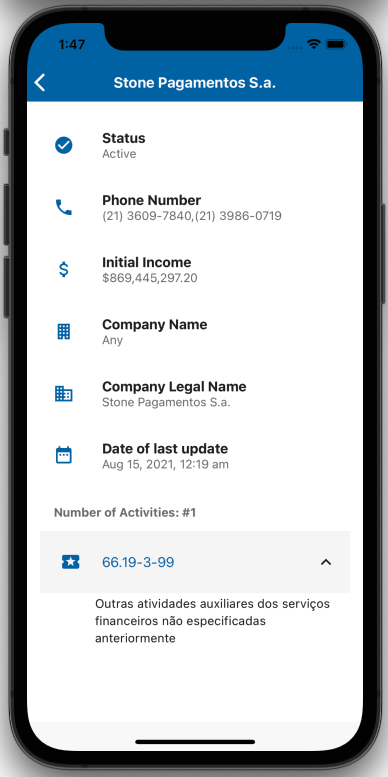 1:47
Stone Pagamentos S.a.
Status
Active
Phone Number
(21) 3609-7840,(21) 3986-0719
Initial Income
$869,445,297.20
Company Name
Any
Company Legal Name
Stone Pagamentos S.a.
Date of last update
Aug 15, 2021, 12:19 am
Number of Activities: #1
66.19-3-99
Outras atividades auxiliares dos serviços
financeiros não especificadas
anteriormente